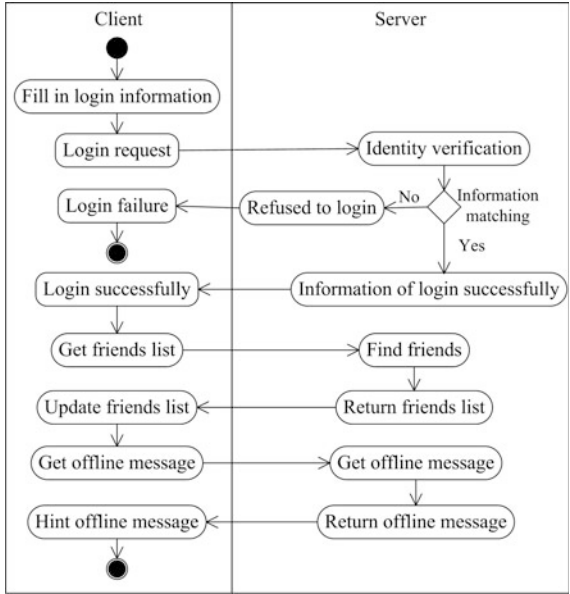 Client
Server
Fill in login information
Login request
Identity verification
Login failure
Refused to login
No
Information
matching
Yes
Login successfully
Information of login successfully
Get friends list
Find friends
Update friends list
Return friends list
Get offline message
Get offline message
Hint offline message
Return offline message